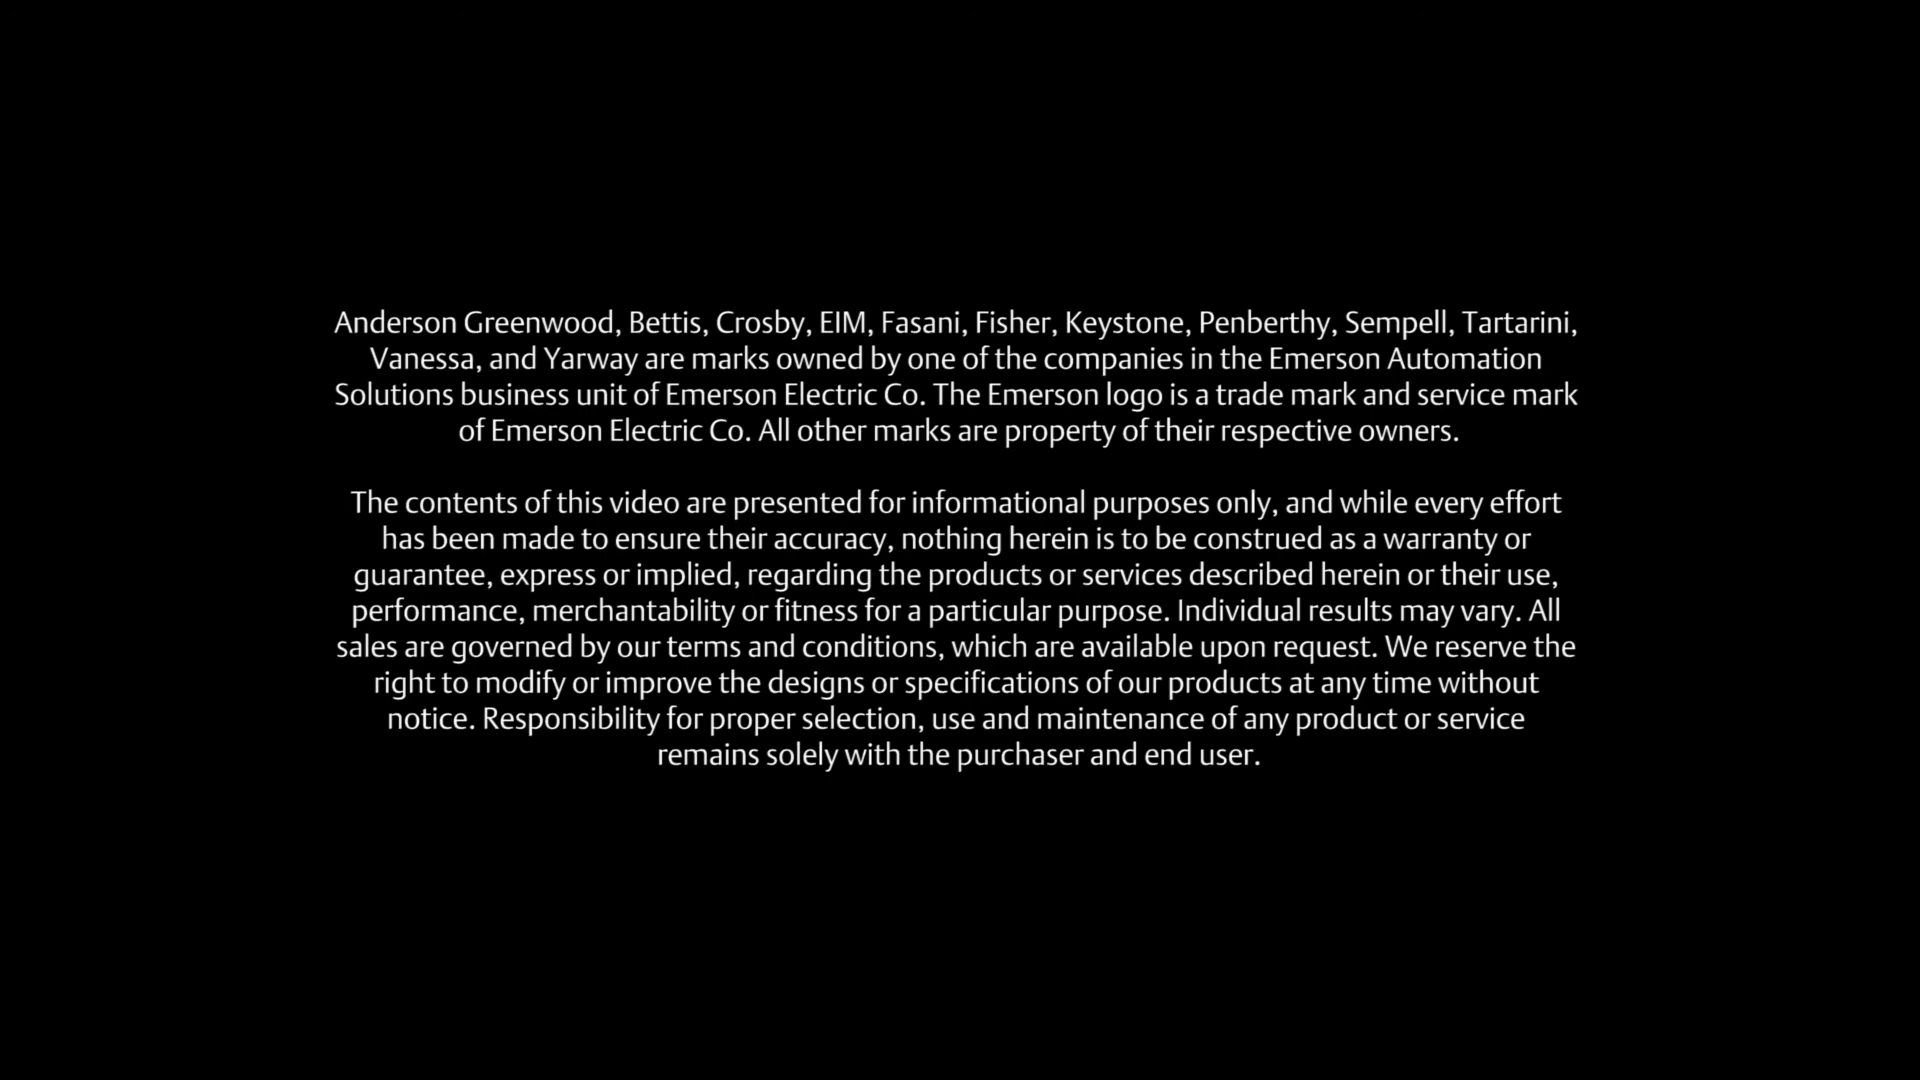 Anderson Greenwood, Bettis, Crosby, EIM, Fasani, Fisher, Keystone, Penberthy, Sempell, Tartarini,
Vanessa, and Yarway are marks owned by one of the companies in the Emerson Automation
Solutions business unit of Emerson Electric Co. The Emerson logo is a trade mark and service mark
of Emerson Electric Co. All other marks are property of their respective owners.
The contents of this video are presented for informational purposes only, and while every effort
has been made to ensure their accuracy, nothing herein is to be construed as a warranty or
guarantee, express or implied, regarding the products or services described herein or their use,
performance, merchantability or fitness for a particular purpose. Individual results may vary. All
sales are governed by our terms and conditions, which are available upon request. We reserve the
right to modify or improve the designs or specifications of our products at any time without
notice. Responsibility for proper selection, use and maintenance of any product or service
remains solely with the purchaser and end user.